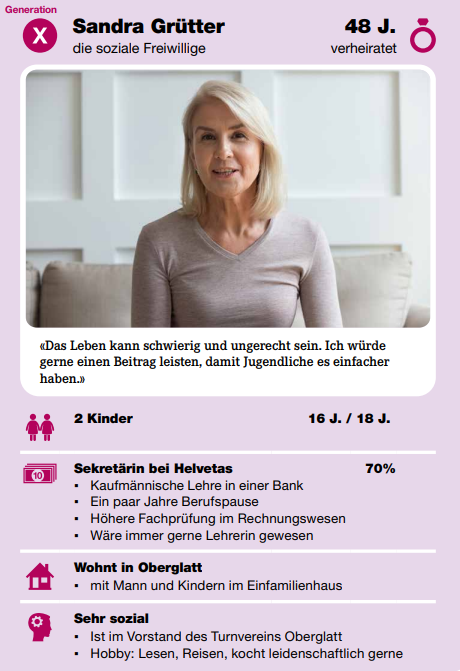 Generation
X
Sandra Grütter
48 J.
die soziale Freiwillige
verheiratet
«Das Leben kann schwierig und ungerecht sein. Ich würde
gerne einen Beitrag leisten, damit Jugendliche es einfacher
haben.»
2 Kinder
16 J. / 18 J.
10
Sekretärin bei Helvetas
70%
▪ Kaufmännische Lehre in einer Bank
▪ Ein paar Jahre Berufspause
▪ Höhere Fachprüfung im Rechnungswesen
▪ Wäre immer gerne Lehrerin gewesen
Wohnt in Oberglatt
▪ mit Mann und Kindern im Einfamilienhaus
Sehr sozial
▪ Ist im Vorstand des Turnvereins Oberglatt
▪ Hobby: Lesen, Reisen, kocht leidenschaftlich gerne